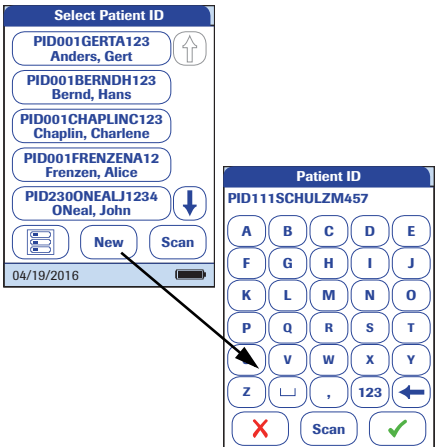 Select Patient ID
PID001GERTA123
Anders, Gert
PID001BERNDH123
Bernd, Hans
PID001CHAPLINC123
Chaplin, Charlene
PID001FRENZENA12
Frenzen, Alice
PID230ONEALJ1234
ONeal, John
New Scan
04/19/2016
Patient ID
PID111SCHULZM457
A B C D E
F G H I J
K L M N O
P Q R S T
V W X Y
Z , 123
Scan